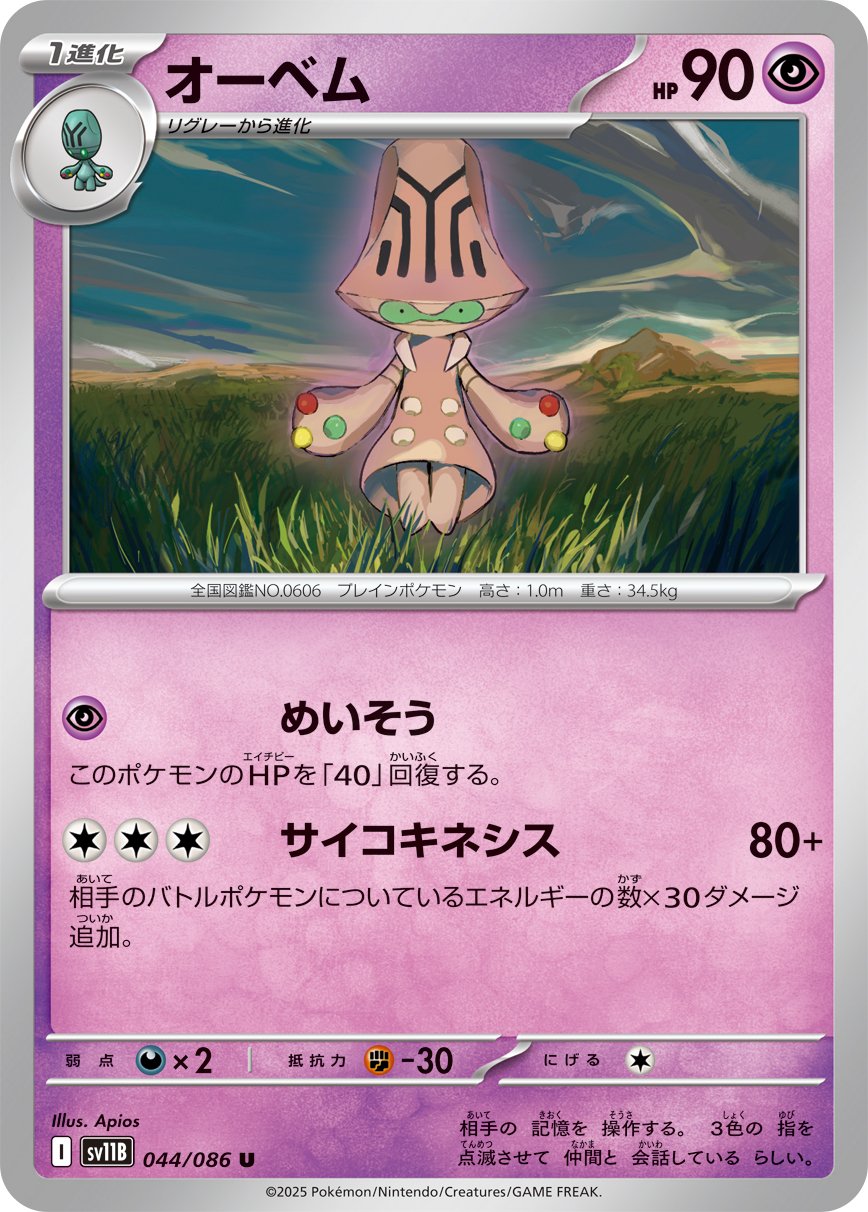 1進化
オーベム
HP 90
リグレーから進化
全国図鑑NO.0606 ブレインポケモン 高さ:1.0m 重さ:34.5kg
めいそう
エイチピー かいふく
このポケモンのHPを「40」回復する。
サイコキネシス 80+
あいて かず
相手のバトルポケモンについているエネルギーの数×30ダメージ
ついか
追加。
弱点 ×2 抵抗力 -30 にげる
Illus. Apios
あいて きおく そうさ しょく ゆび
相手の 記憶を 操作する。 3色の 指を
てんめつ なかま かいわ
点滅させて 仲間と 会話している らしい。
I sv11B 044/086 U
©2025 Pokémon/Nintendo/Creatures/GAME FREAK.